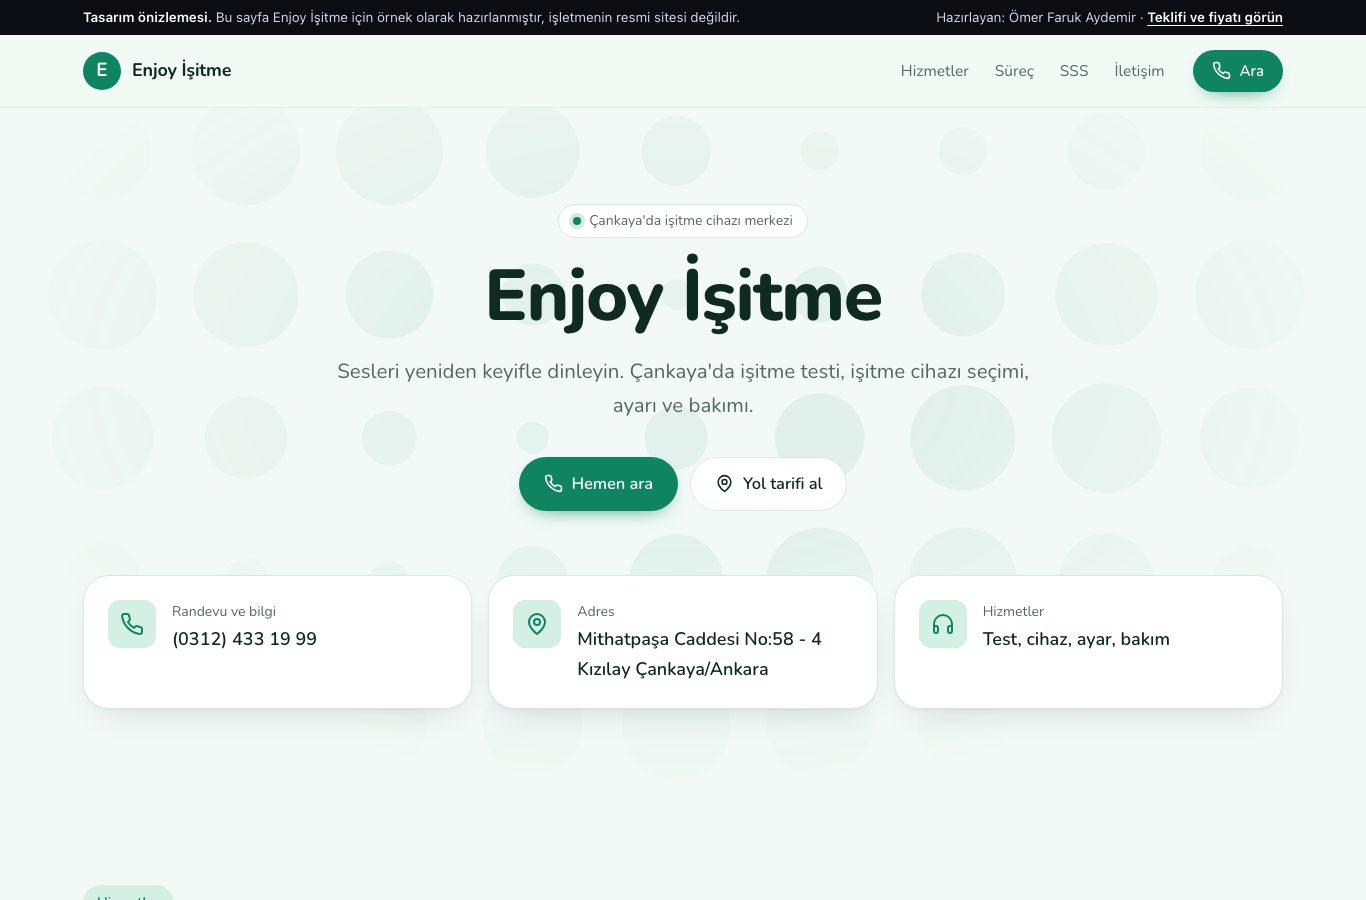 Tasarım önizlemesi. Bu sayfa Enjoy İşitme için örnek olarak hazırlanmıştır, işletmenin resmi sitesi değildir.
Hazırlayan: Ömer Faruk Aydemir · Teklifi ve fiyatı görün
E Enjoy İşitme
Hizmetler Süreç SSS İletişim Ara
Çankaya'da işitme cihazı merkezi
Enjoy İşitme
Sesleri yeniden keyifle dinleyin. Çankaya'da işitme testi, işitme cihazı seçimi,
ayarı ve bakımı.
Hemen ara
Yol tarifi al
Randevu ve bilgi
(0312) 433 19 99
Adres
Mithatpaşa Caddesi No:58 - 4
Kızılay Çankaya/Ankara
Hizmetler
Test, cihaz, ayar, bakım